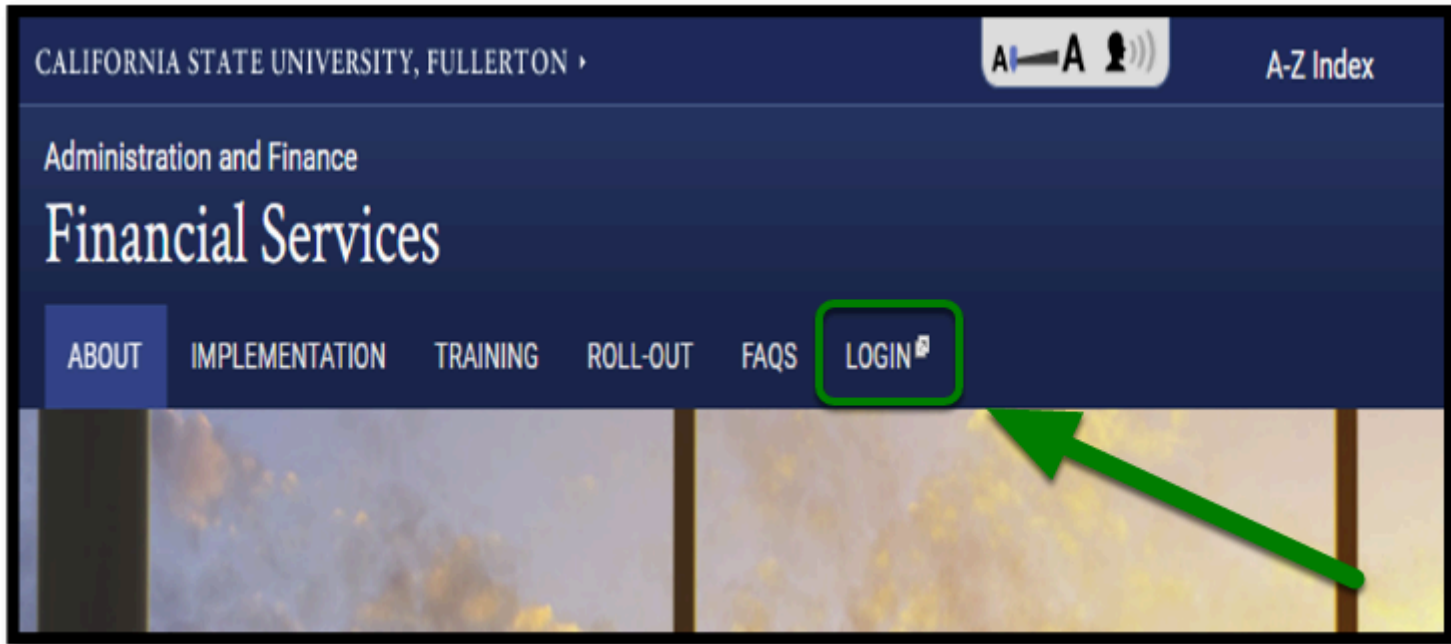 CALIFORNIA STATE UNIVERSITY, FULLERTON
A A
A-Z Index
Administration and Finance
Financial Services
ABOUT IMPLEMENTATION TRAINING ROLL-OUT FAQS LOGIN